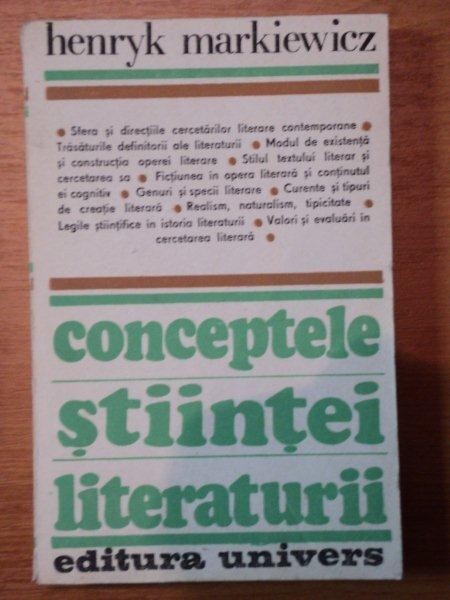 henryk markiewicz
• Sfera și direcțiile cercetărilor literare contemporane •
Trăsăturile definitorii ale literaturii • Modul de existență
și construcția operei literare • Stilul textului literar și
cercetarea sa • Ficțiunea în opera literară și conținutul
ei cognitiv • Genuri și specii literare • Curente și tipuri
de creație literară • Realism, naturalism, tipicitate •
Legile științifice în istoria literaturii • Valori și evaluări în
cercetarea literară •
conceptele
științei
literaturii
editura univers